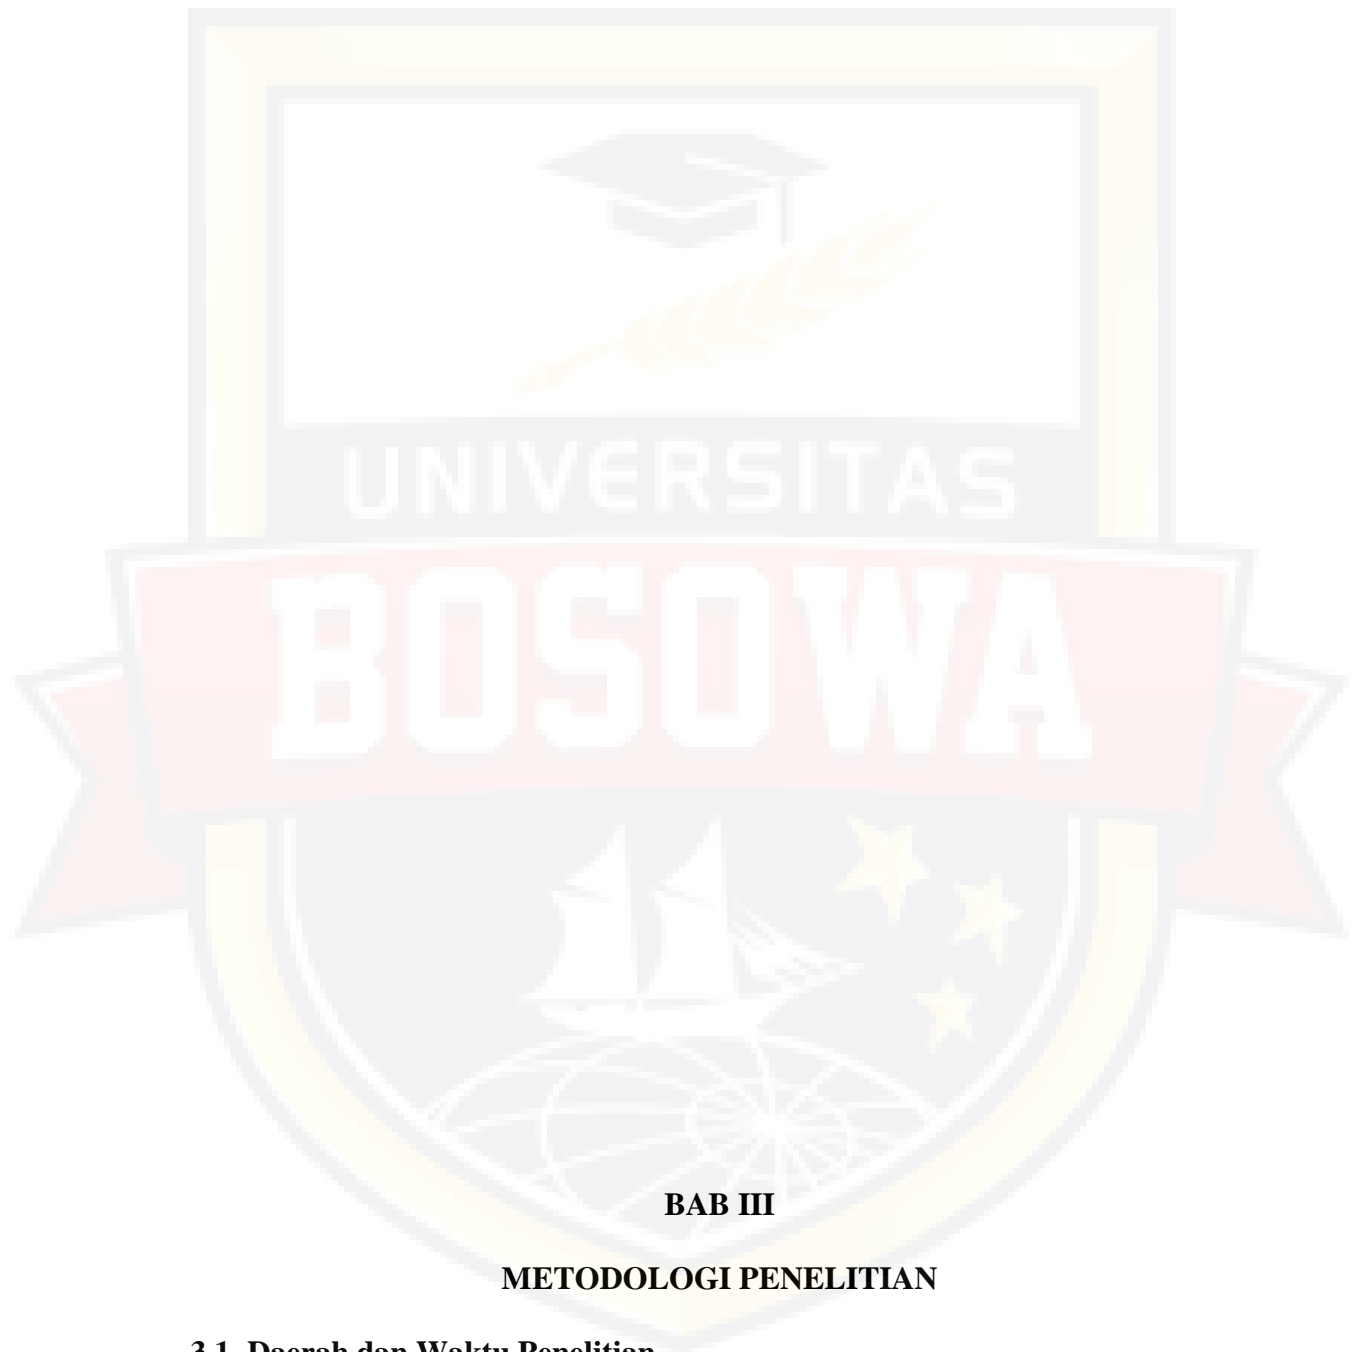 UNIVERSITAS
BOSOWA
BAB III
METODOLOGI PENELITIAN
3.1 Daerah dan Waktu Penelitian